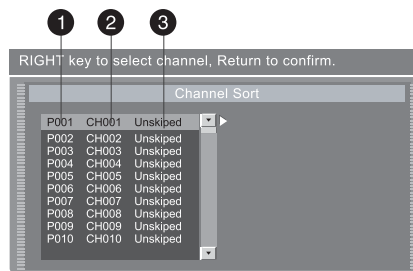 1 2 3
RIGHT key to select channel, Return to confirm.
Channel Sort
P001 CH001 Unskiped
P002 CH002 Unskiped
P003 CH003 Unskiped
P004 CH004 Unskiped
P005 CH005 Unskiped
P006 CH006 Unskiped
P007 CH007 Unskiped
P008 CH008 Unskiped
P009 CH009 Unskiped
P010 CH010 Unskiped